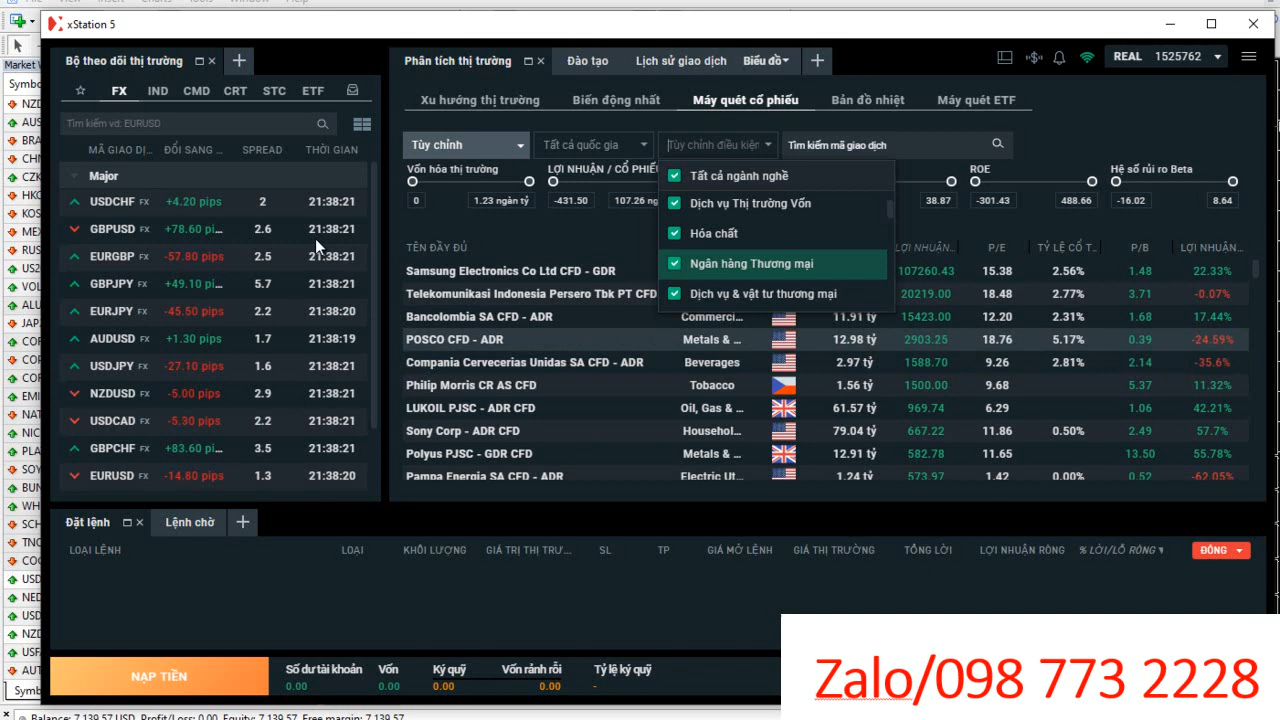 xStation 5
Bộ theo dõi thị trường
Phân tích thị trường
Đào tạo
Lịch sử giao dịch
Biểu đồ
REAL 1525762
FX IND CMD CRT STC ETF
Xu hướng thị trường
Biến động nhất
Máy quét cổ phiếu
Bản đồ nhiệt
Máy quét ETF
Tìm kiếm vd: EURUSD
Tùy chỉnh
Tất cả quốc gia
Tùy chỉnh điều kiện
Tìm kiếm mã giao dịch
MÃ GIAO DỊ... ĐỔI SANG ... SPREAD THỜI GIAN
Major
USDCHF FX +4.20 pips 2 21:38:21
GBPUSD FX +78.60 pi... 2.6 21:38:21
EURGBP FX -57.80 pips 2.5 21:38:21
GBPJPY FX +49.10 pi... 5.7 21:38:21
EURJPY FX -45.50 pips 2.2 21:38:20
AUDUSD FX +1.30 pips 1.7 21:38:19
USDJPY FX -27.10 pips 1.6 21:38:21
NZDUSD FX -5.00 pips 2.9 21:38:21
USDCAD FX -5.30 pips 2.2 21:38:21
GBPCHF FX +83.60 pi... 3.5 21:38:21
EURUSD FX -14.80 pips 1.3 21:38:20
Vốn hóa thị trường
LỢI NHUẬN / CỔ PHIẾU
ROE
Hệ số rủi ro Beta
0 1.23 ngàn tỷ -431.50 107.26 ng 38.87 -301.43 488.66 -16.02 8.64
Tất cả ngành nghề
Dịch vụ Thị trường Vốn
Hóa chất
Ngân hàng Thương mại
Dịch vụ & vật tư thương mại
TÊN ĐẦY ĐỦ LỢI NHUẬN... P/E TỶ LỆ CỔ T... P/B LỢI NHUẬN...
Samsung Electronics Co Ltd CFD - GDR 107260.43 15.38 2.56% 1.48 22.33%
Telekomunikasi Indonesia Persero Tbk PT CFD 20219.00 18.48 2.77% 3.71 -0.07%
Bancolombia SA CFD - ADR Commerci... 11.91 tỷ 15423.00 12.20 2.31% 1.68 17.44%
POSCO CFD - ADR Metals & ... 12.98 tỷ 2903.25 18.76 5.17% 0.39 -24.59%
Compania Cervecerias Unidas SA CFD - ADR Beverages 2.97 tỷ 1588.70 9.26 2.81% 2.14 -35.6%
Philip Morris CR AS CFD Tobacco 1.56 tỷ 1500.00 9.68 5.37% 11.32%
LUKOIL PJSC - ADR CFD Oil, Gas & ... 61.57 tỷ 969.74 6.29 1.06 42.21%
Sony Corp - ADR CFD Househol... 79.04 tỷ 667.22 11.86 0.50% 2.49 57.7%
Polyus PJSC - GDR CFD Metals & ... 12.91 tỷ 582.78 11.65 13.50 55.78%
Pampa Energia SA CFD - ADR Electric Ut... 1.24 tỷ 573.97 1.42 0.00% 0.52 -62.05%
Đặt lệnh
Lệnh chờ
LOẠI LỆNH LOẠI KHỐI LƯỢNG GIÁ TRỊ THỊ TRƯ... SL TP GIÁ MỞ LỆNH GIÁ THỊ TRƯỜNG TỔNG LỜI LỢI NHUẬN RÒNG % LỜI/LỖ RÒNG ĐÓNG
NẠP TIỀN
Số dư tài khoản Vốn Ký quỹ Vốn rảnh rỗi Tỷ lệ ký quỹ
0.00 0.00 0.00 0.00 -
Zalo/098 773 2228
Balance: 7 139.57 USD Profit/Loss: 0.00 Equity: 7 139.57 Free margin: 7 139.57